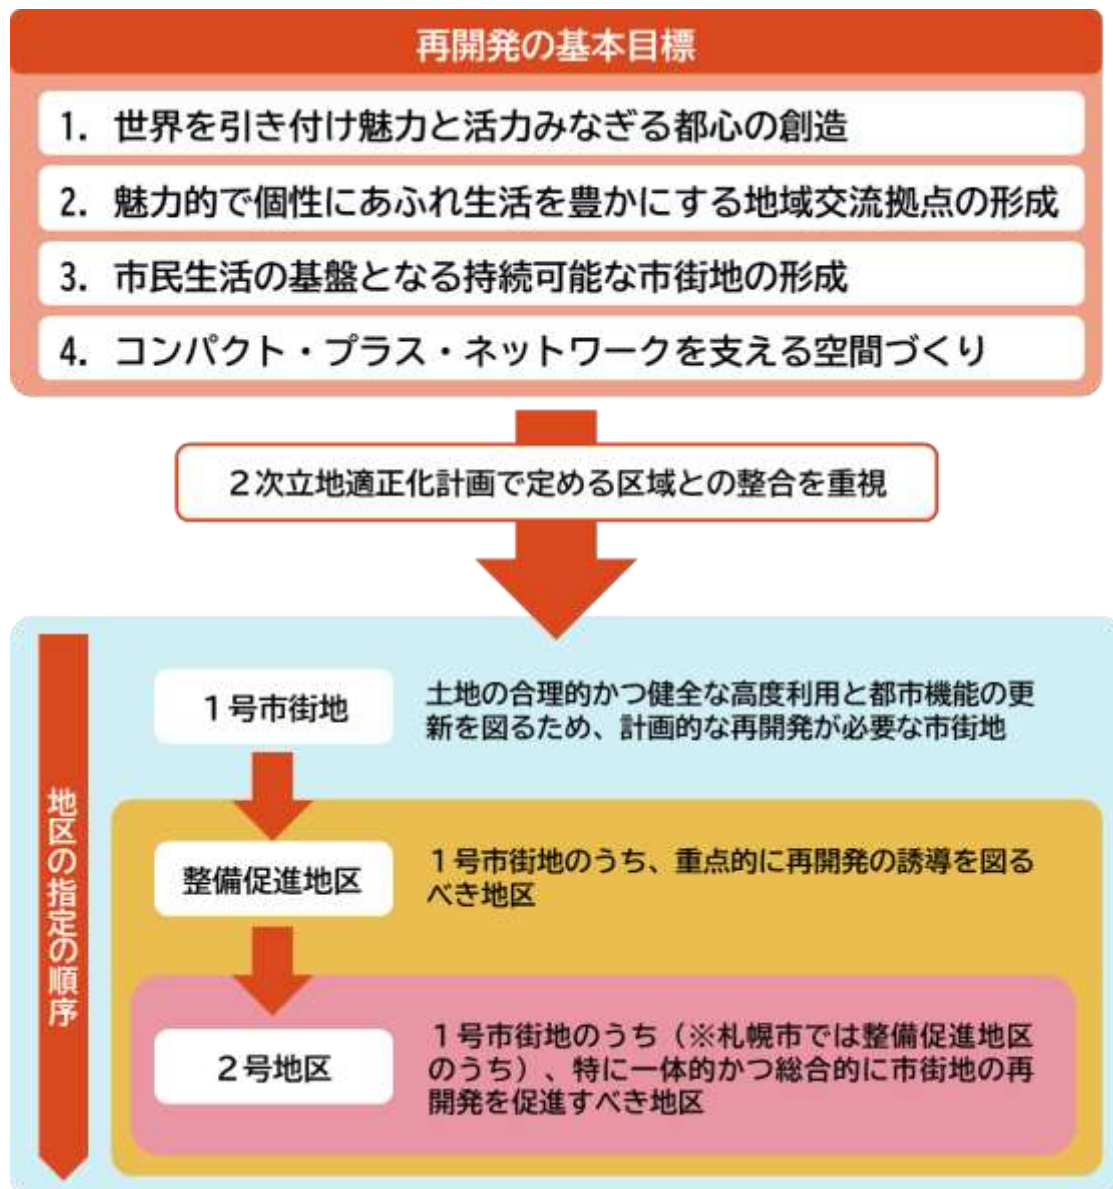 再開発の基本目標
1. 世界を引き付け魅力と活力みなぎる都心の創造
2. 魅力的で個性にあふれ生活を豊かにする地域交流拠点の形成
3. 市民生活の基盤となる持続可能な市街地の形成
4. コンパクト・プラス・ネットワークを支える空間づくり
２次立地適正化計画で定める区域との整合を重視
地区の指定の順序
１号市街地
土地の合理的かつ健全な高度利用と都市機能の更
新を図るため、計画的な再開発が必要な市街地
整備促進地区
１号市街地のうち、重点的に再開発の誘導を図る
べき地区
２号地区
１号市街地のうち（※札幌市では整備促進地区
のうち）、特に一体的かつ総合的に市街地の再
開発を促進すべき地区